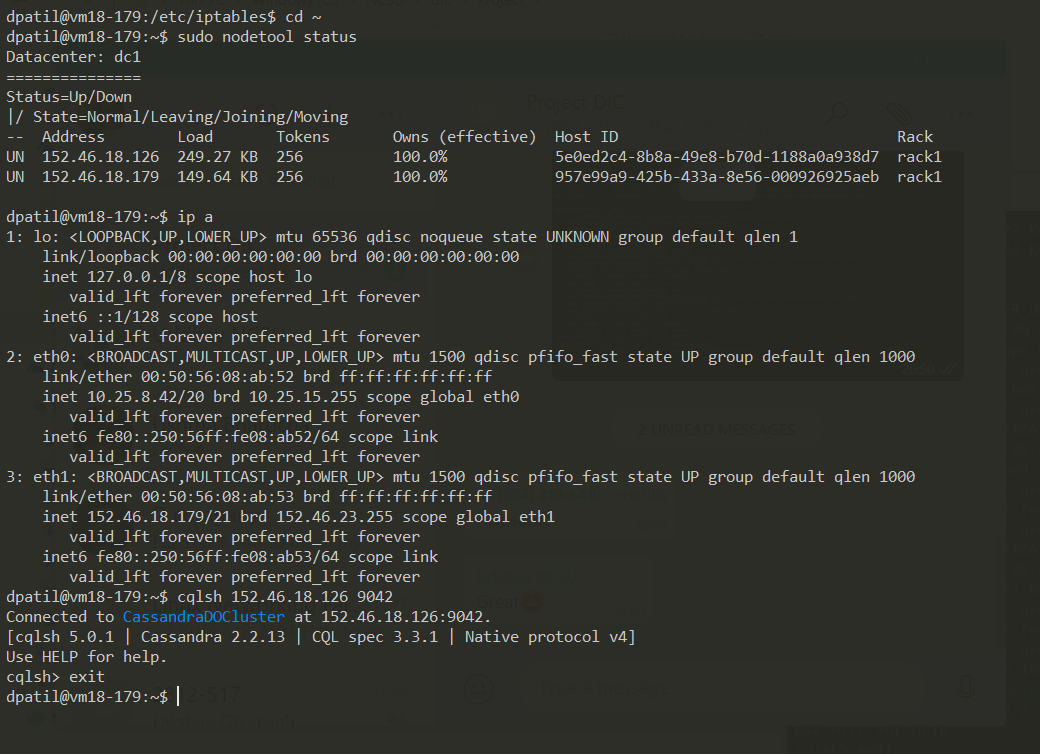 dpatil@vm18-179:/etc/iptables$ cd ~
dpatil@vm18-179:~$ sudo nodetool status
Datacenter: dc1
===============
Status=Up/Down
|/ State=Normal/Leaving/Joining/Moving
--  Address        Load       Tokens       Owns (effective)  Host ID                               Rack
UN  152.46.18.126  249.27 KB  256          100.0%            5e0ed2c4-8b8a-49e8-b70d-1188a0a938d7  rack1
UN  152.46.18.179  149.64 KB  256          100.0%            957e99a9-425b-433a-8e56-000926925aeb  rack1
dpatil@vm18-179:~$ ip a
1: lo: <LOOPBACK,UP,LOWER_UP> mtu 65536 qdisc noqueue state UNKNOWN group default qlen 1
    link/loopback 00:00:00:00:00:00 brd 00:00:00:00:00:00
    inet 127.0.0.1/8 scope host lo
       valid_lft forever preferred_lft forever
    inet6 ::1/128 scope host
       valid_lft forever preferred_lft forever
2: eth0: <BROADCAST,MULTICAST,UP,LOWER_UP> mtu 1500 qdisc pfifo_fast state UP group default qlen 1000
    link/ether 00:50:56:08:ab:52 brd ff:ff:ff:ff:ff:ff
    inet 10.25.8.42/20 brd 10.25.15.255 scope global eth0
       valid_lft forever preferred_lft forever
    inet6 fe80::250:56ff:fe08:ab52/64 scope link
       valid_lft forever preferred_lft forever
3: eth1: <BROADCAST,MULTICAST,UP,LOWER_UP> mtu 1500 qdisc pfifo_fast state UP group default qlen 1000
    link/ether 00:50:56:08:ab:53 brd ff:ff:ff:ff:ff:ff
    inet 152.46.18.179/21 brd 152.46.23.255 scope global eth1
       valid_lft forever preferred_lft forever
    inet6 fe80::250:56ff:fe08:ab53/64 scope link
       valid_lft forever preferred_lft forever
dpatil@vm18-179:~$ cqlsh 152.46.18.126 9042
Connected to CassandraDOCluster at 152.46.18.126:9042.
[cqlsh 5.0.1 | Cassandra 2.2.13 | CQL spec 3.3.1 | Native protocol v4]
Use HELP for help.
cqlsh> exit
dpatil@vm18-179:~$
Project DIC
2 UNREAD MESSAGES
Great
Type a message